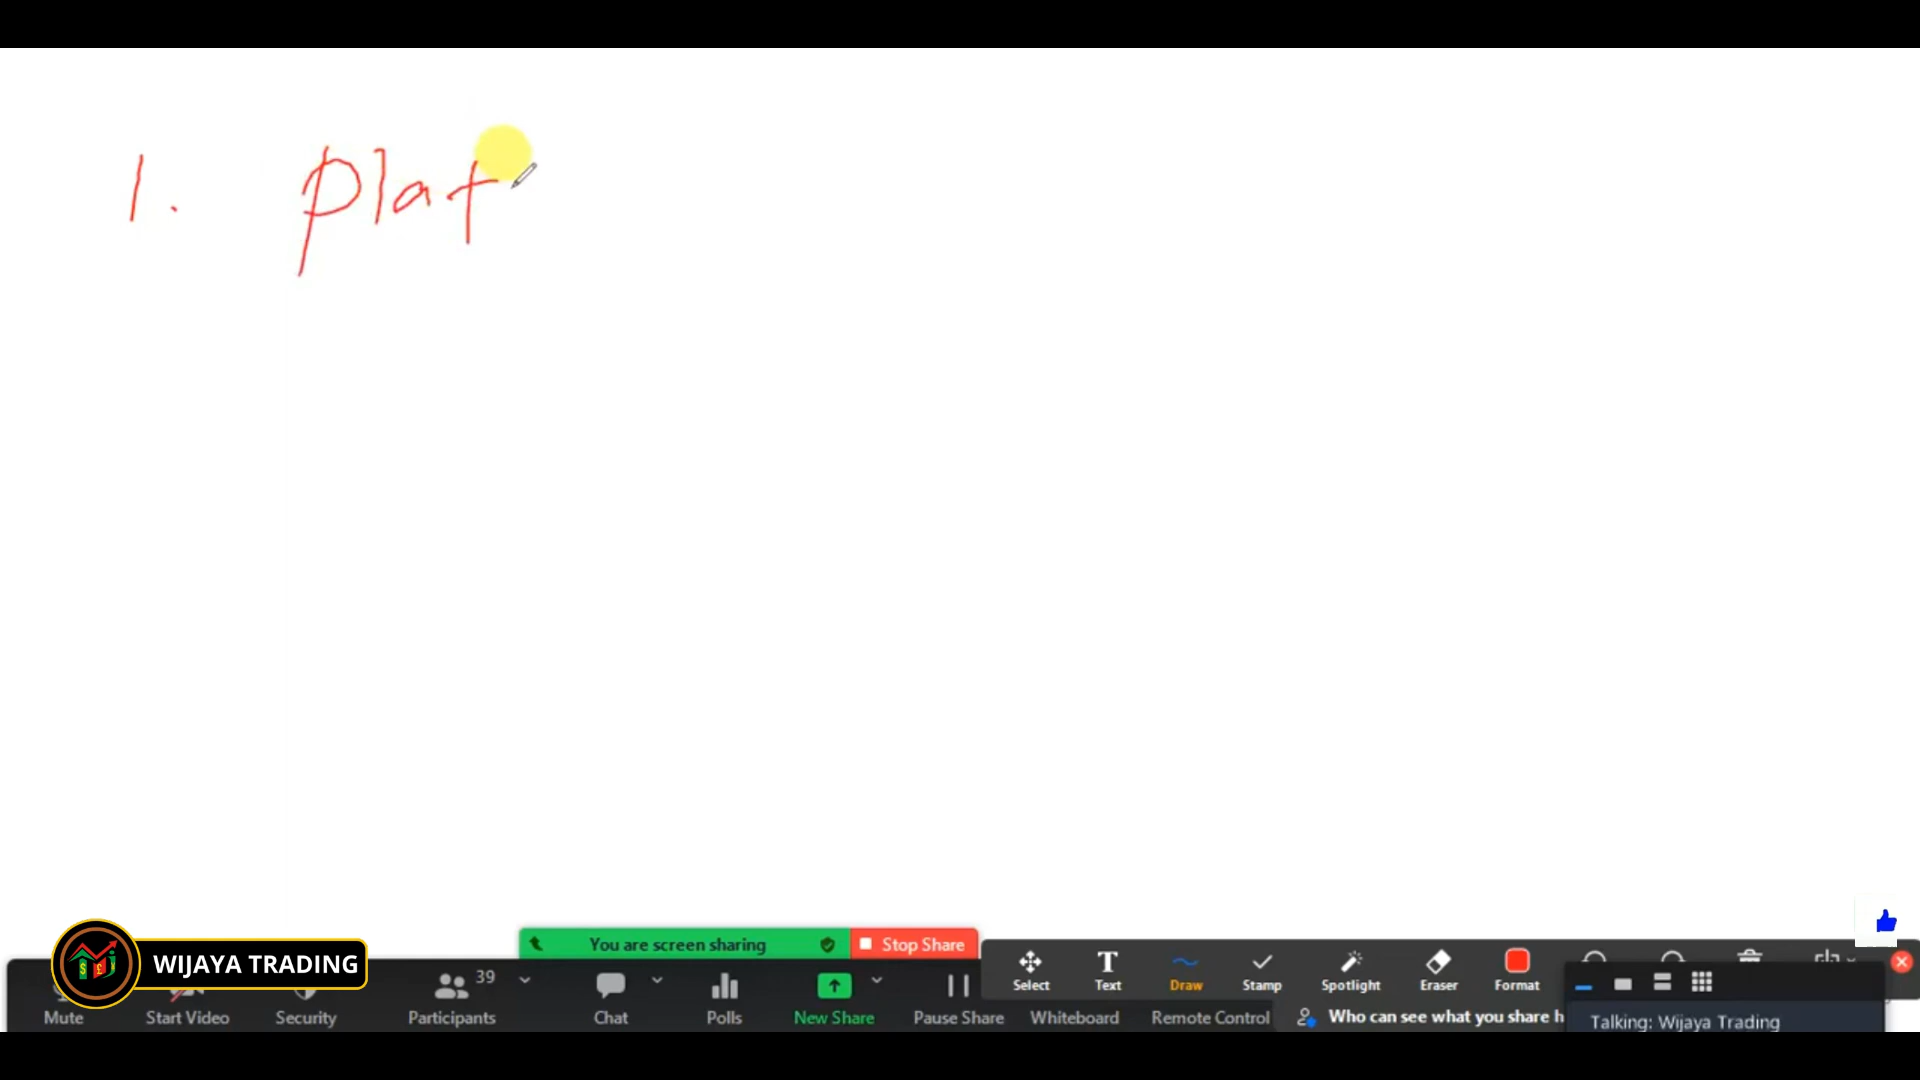 1. Plat
You are screen sharing
Stop Share
WIJAYA TRADING
39
Select
Text
Draw
Stamp
Spotlight
Eraser
Format
Mute
Start Video
Security
Participants
Chat
Polls
New Share
Pause Share
Whiteboard
Remote Control
Who can see what you share h
Talking: Wijaya Trading